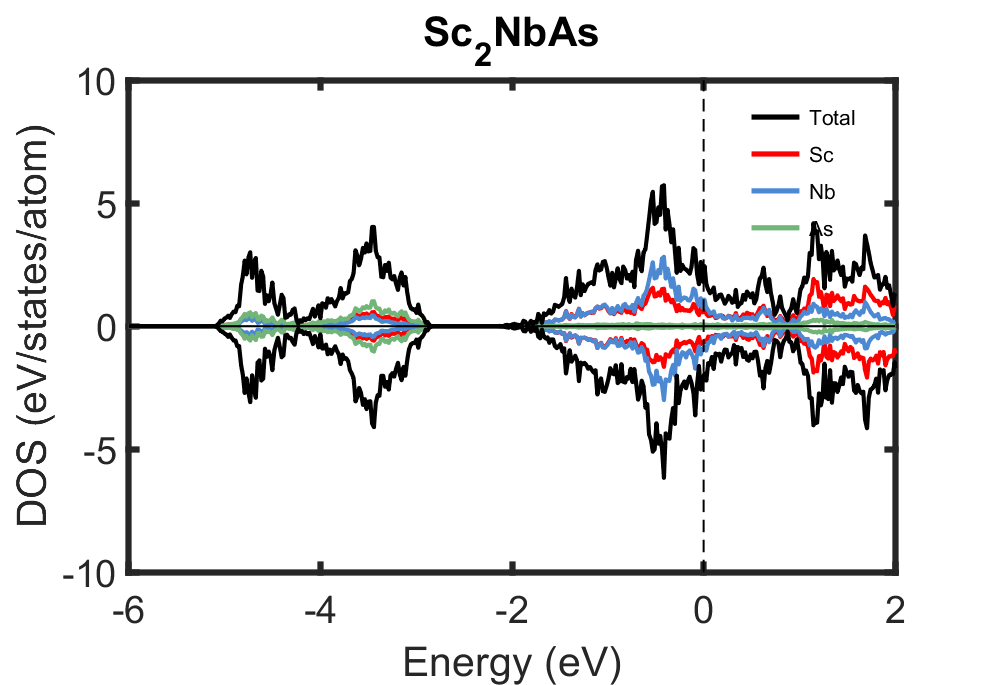 Sc₂NbAs
10
5
0
-5
-10
DOS (eV/states/atom)
Total
Sc
Nb
As
-6 -4 -2 0 2
Energy (eV)